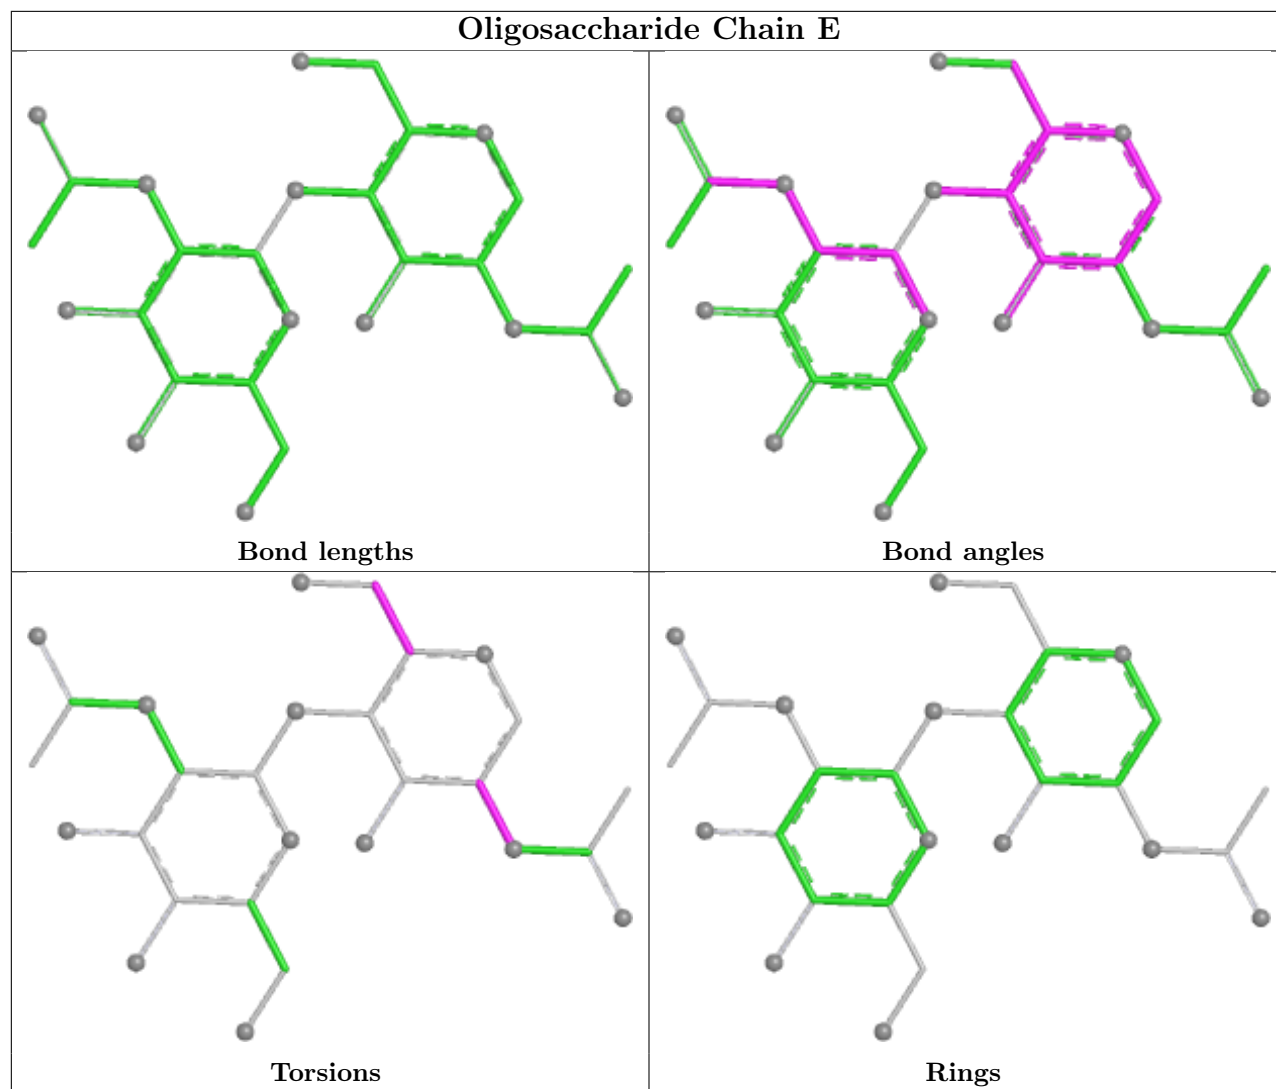 Oligosaccharide Chain E
Bond lengths
Bond angles
Torsions
Rings